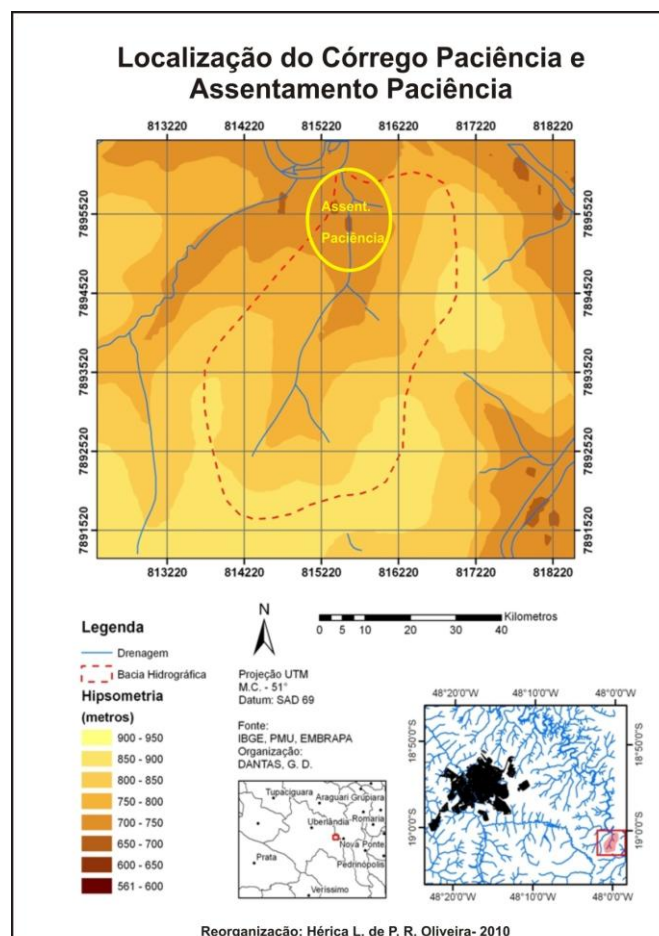 Localização do Córrego Paciência e
Assentamento Paciência
813220 814220 815220 816220 817220 818220
7895520 7895520
7894520 7894520
7893520 7893520
7892520 7892520
7891520 7891520
Assent.
Paciência
813220 814220 815220 816220 817220 818220
N
Kilometros
0 5 10 20 30 40
Legenda
Drenagem
Bacia Hidrográfica
Hipsometria
(metros)
900 - 950
850 - 900
800 - 850
750 - 800
700 - 750
650 - 700
600 - 650
561 - 600
Projeção UTM
M.C. - 51°
Datum: SAD 69
Fonte:
IBGE, PMU, EMBRAPA
Organização:
DANTAS, G. D.
Tupaciguara
Araguari Grupiara
Romaria
Uberlândia
Nova Ponte
Prata
Pedrinópolis
Veríssimo
48°20'0"W 48°10'0"W 48°0'0"W
18°50'0"S 18°50'0"S
19°0'0"S 19°0'0"S
48°20'0"W 48°10'0"W 48°0'0"W
Reorganização: Hérica L. de P. R. Oliveira- 2010